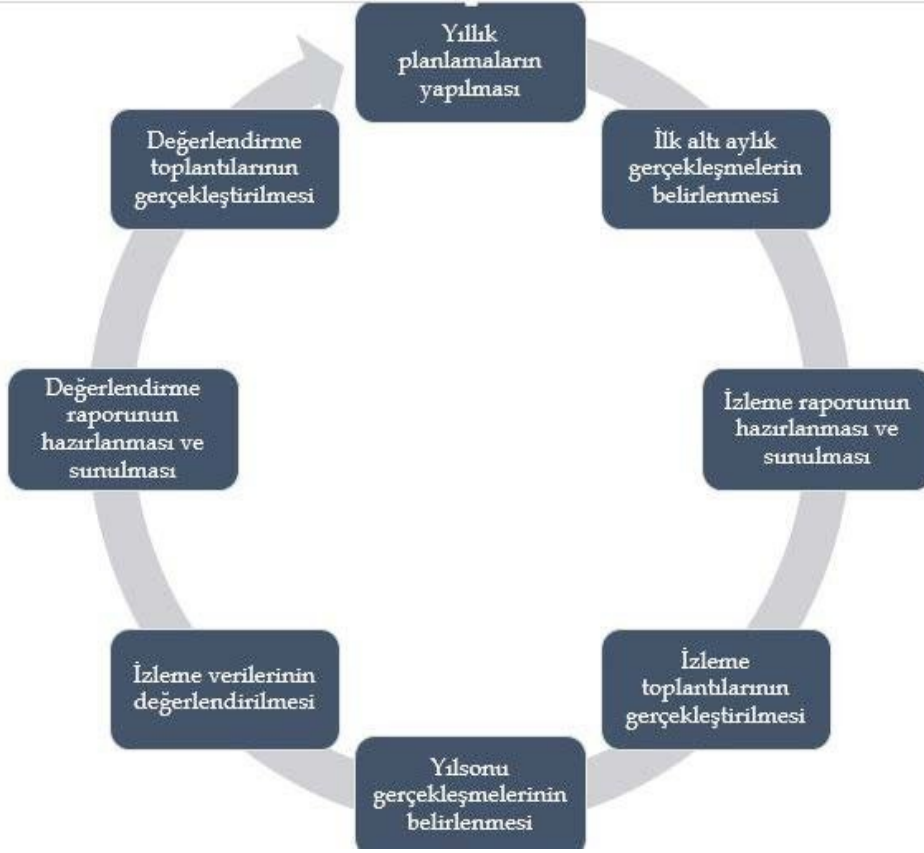 Yıllık
planlamaların
yapılması
İlk altı aylık
gerçekleşmelerin
belirlenmesi
İzleme raporunun
hazırlanması ve
sunulması
İzleme
toplantılarının
gerçekleştirilmesi
Yılsonu
gerçekleşmelerinin
belirlenmesi
İzleme verilerinin
değerlendirilmesi
Değerlendirme
raporunun
hazırlanması ve
sunulması
Değerlendirme
toplantılarının
gerçekleştirilmesi